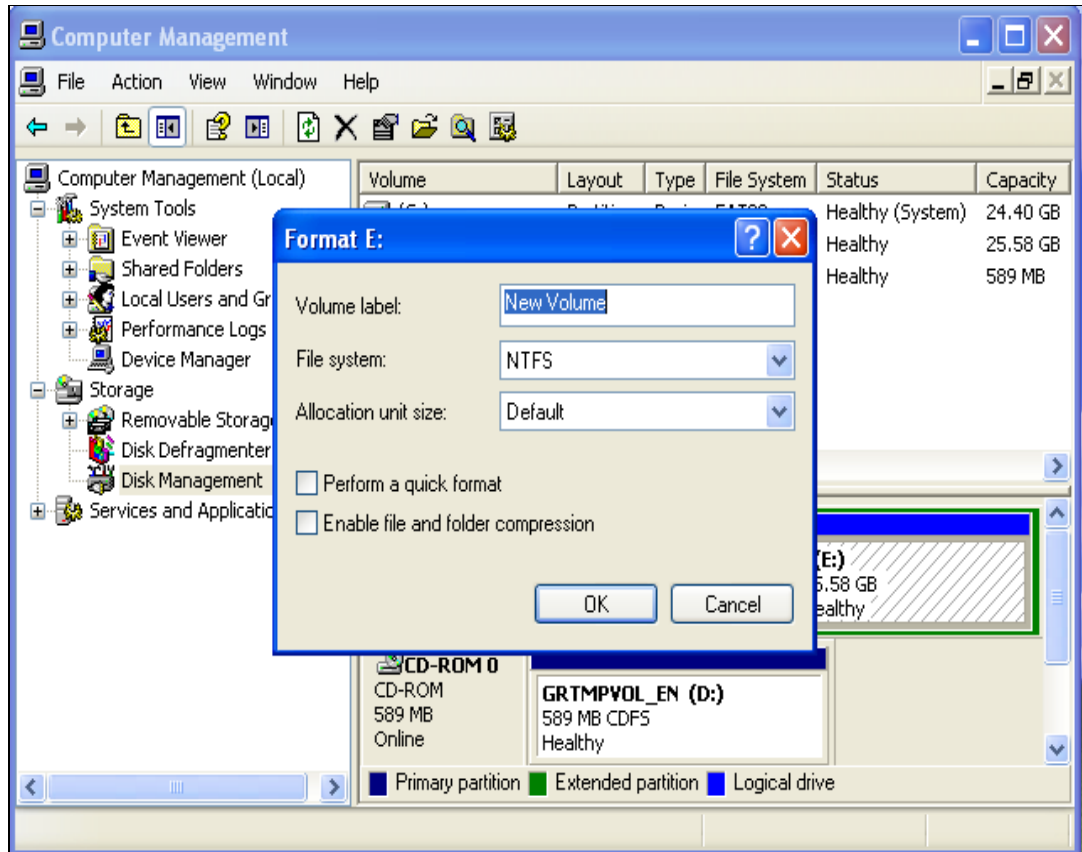 Computer Management
File Action View Window Help
Computer Management (Local)
System Tools
Event Viewer
Shared Folders
Local Users and Gr
Performance Logs
Device Manager
Storage
Removable Storag
Disk Defragmenter
Disk Management
Services and Applicatio
Volume Layout Type File System Status Capacity
Healthy (System) 24.40 GB
Healthy 25.58 GB
Healthy 589 MB
Format E:
Volume label: New Volume
File system: NTFS
Allocation unit size: Default
Perform a quick format
Enable file and folder compression
OK Cancel
(E:)
5.58 GB
ealthy
CD-ROM 0
CD-ROM
589 MB
Online
GRTMPVOL_EN (D:)
589 MB CDFS
Healthy
Primary partition Extended partition Logical drive